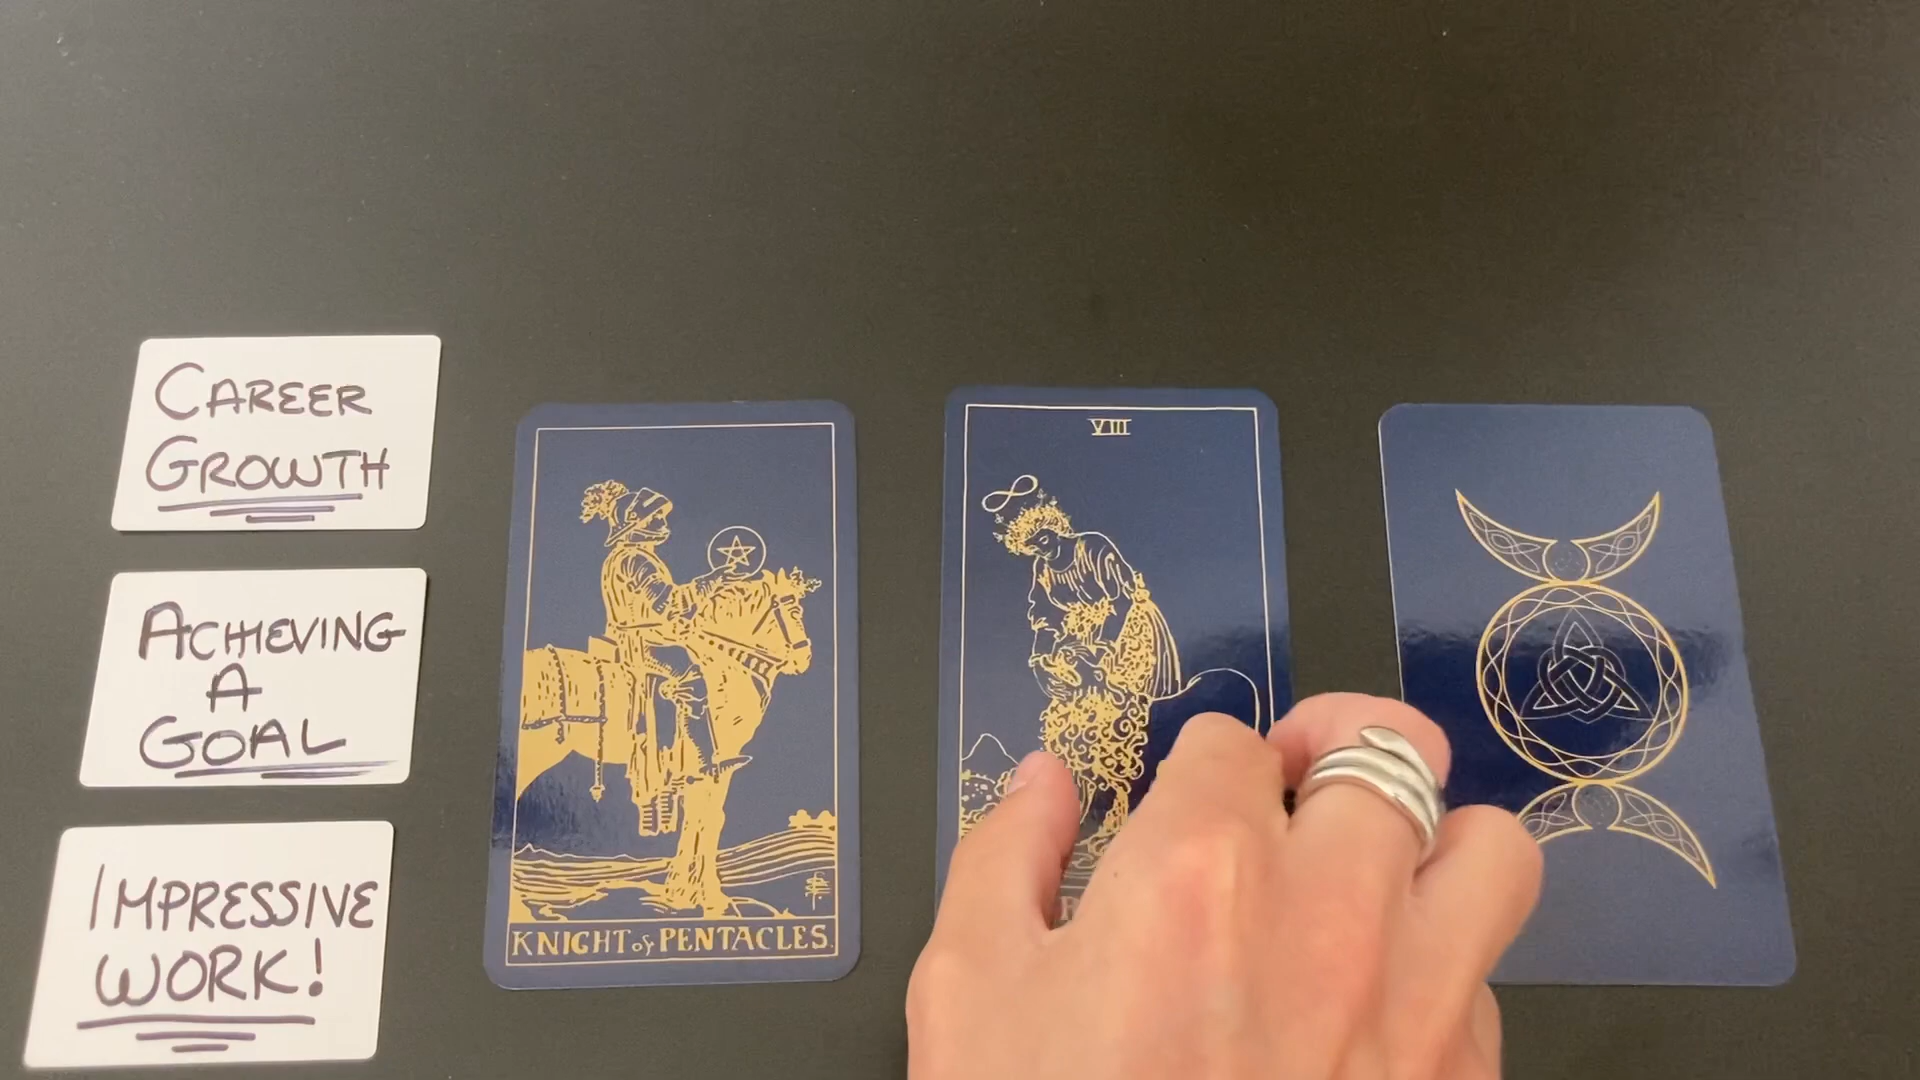 CAREER
GROWTH
ACHIEVING
A
GOAL
IMPRESSIVE
WORK!
KNIGHT of PENTACLES.
VIII